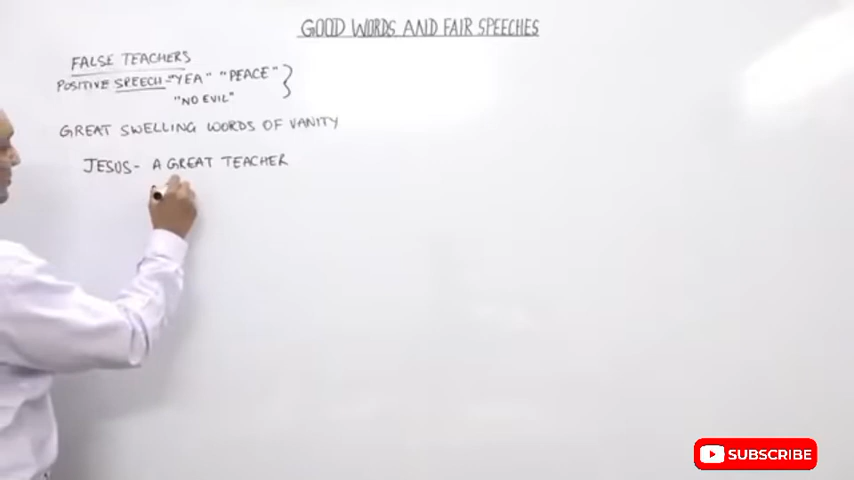 GOOD WORDS AND FAIR SPEECHES
FALSE TEACHERS
POSITIVE SPEECH - "YEA" "PEACE"
"NO EVIL"
GREAT SWELLING WORDS OF VANITY
JESUS - A GREAT TEACHER
SUBSCRIBE